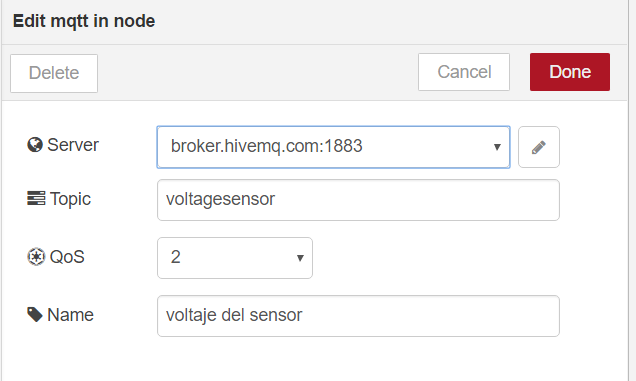 Edit mqtt in node
Delete Cancel Done
Server broker.hivemq.com:1883
Topic voltagesensor
QoS 2
Name voltaje del sensor